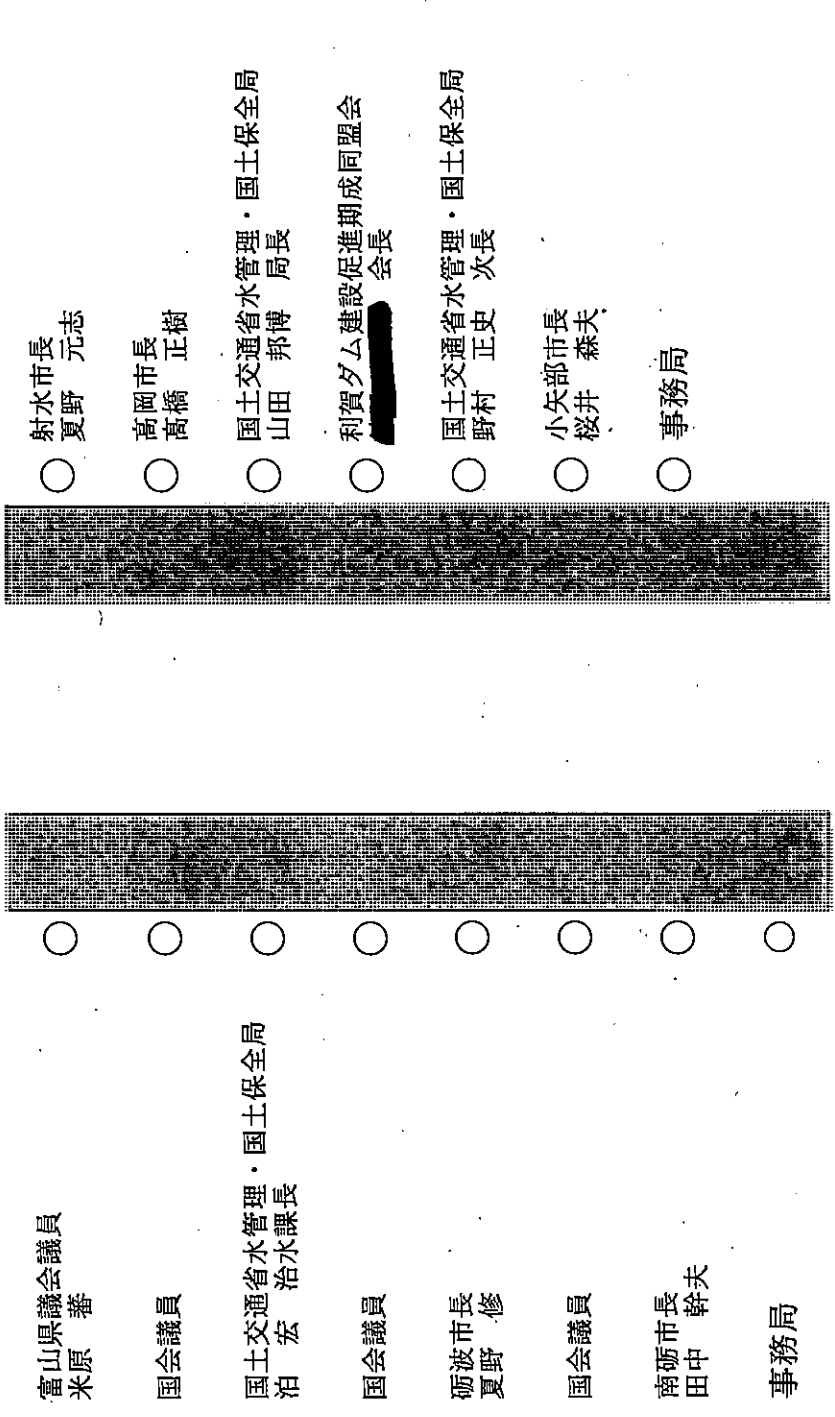 射水市長
夏野　元志
高岡市長
髙橋　正樹
国土交通省水管理・国土保全局
山田　邦博　局長
利賀ダム建設促進期成同盟会
会長
国土交通省水管理・国土保全局
野村　正史　次長
小矢部市長
桜井　森夫
事務局
富山県議会議員
米原　蕃
国会議員
国土交通省水管理・国土保全局
泊　宏　治水課長
国会議員
砺波市長
夏野　修
国会議員
南砺市長
田中　幹夫
事務局